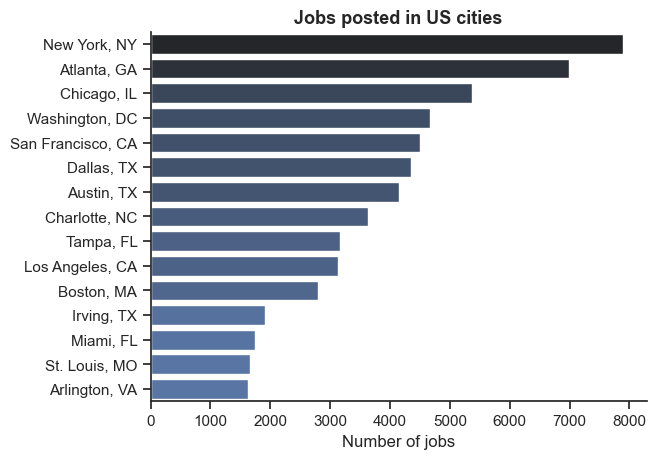 Jobs posted in US cities
New York, NY
Atlanta, GA
Chicago, IL
Washington, DC
San Francisco, CA
Dallas, TX
Austin, TX
Charlotte, NC
Tampa, FL
Los Angeles, CA
Boston, MA
Irving, TX
Miami, FL
St. Louis, MO
Arlington, VA
0 1000 2000 3000 4000 5000 6000 7000 8000
Number of jobs